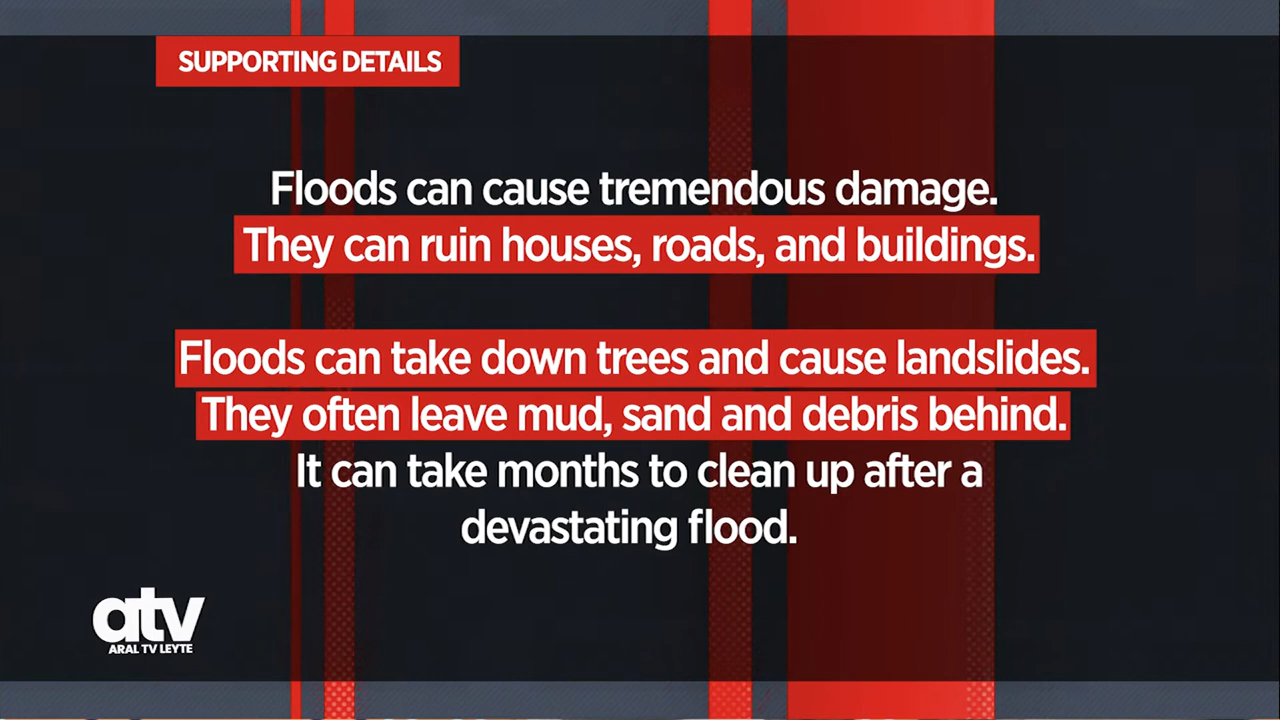 SUPPORTING DETAILS
Floods can cause tremendous damage.
They can ruin houses, roads, and buildings.
Floods can take down trees and cause landslides.
They often leave mud, sand and debris behind.
It can take months to clean up after a
devastating flood.
atv
ARAL TV LEYTE